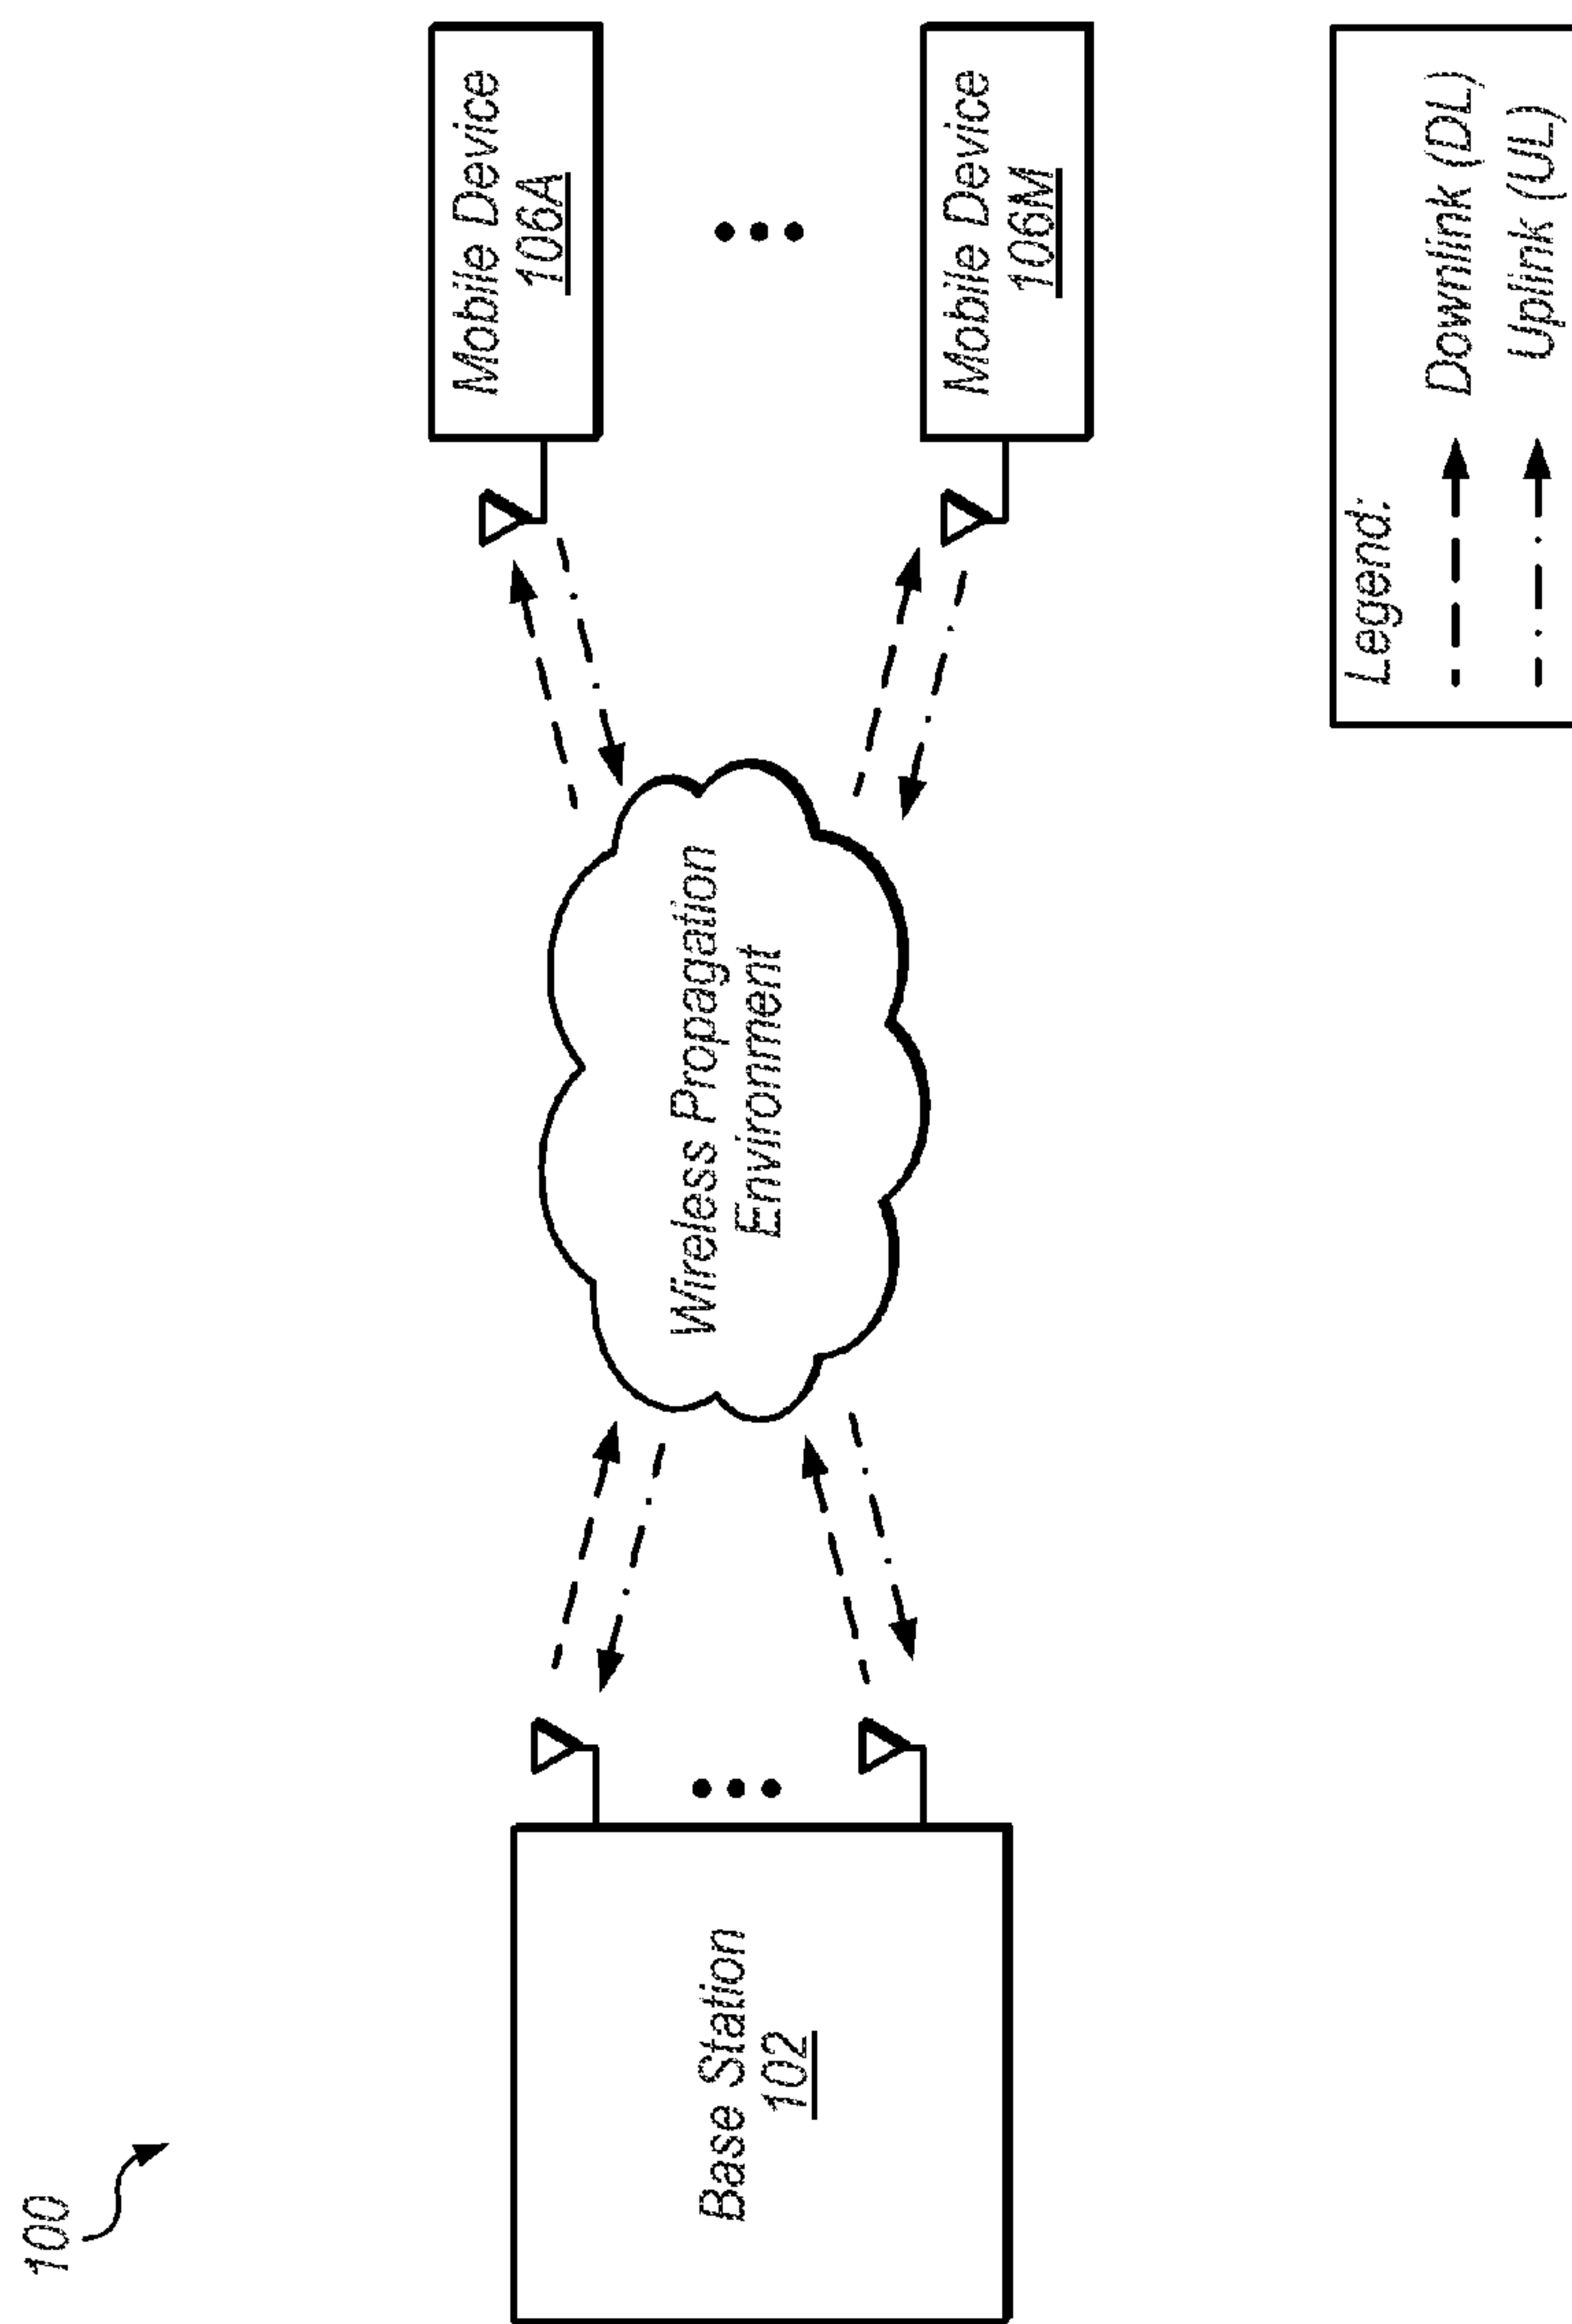 100
Base Station
102
Wireless Propagation
Environment
Mobile Device
106A
Mobile Device
106M
Legend:
Downlink (DL)
Uplink (UL)